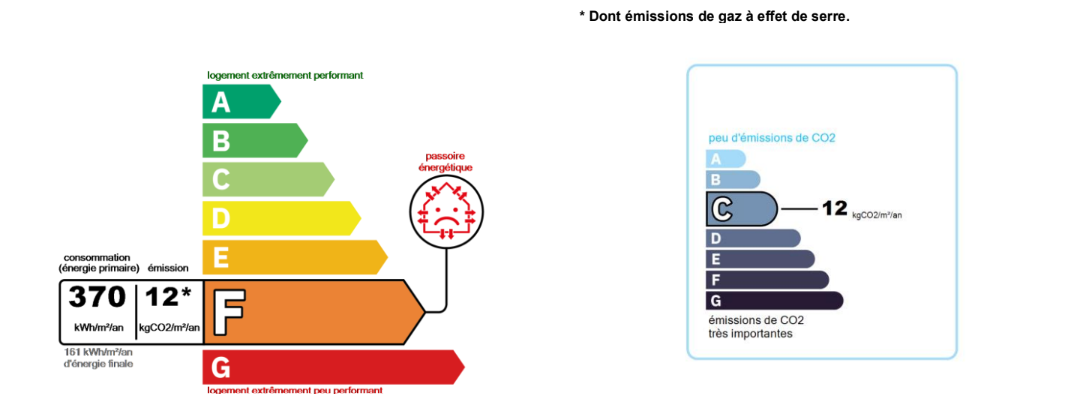 * Dont émissions de gaz à effet de serre.
logement extrêmement performant
A
B
C
D
E
passoire
énergétique
consommation
(énergie primaire)
émission
370
12*
kWh/m²/an
kgCO2/m²/an
F
161 kWh/m²/an
d'énergie finale
G
logement extrêmement peu performant
peu d'émissions de CO2
A
B
C
12
kgCO2/m²/an
D
E
F
G
émissions de CO2
très importantes